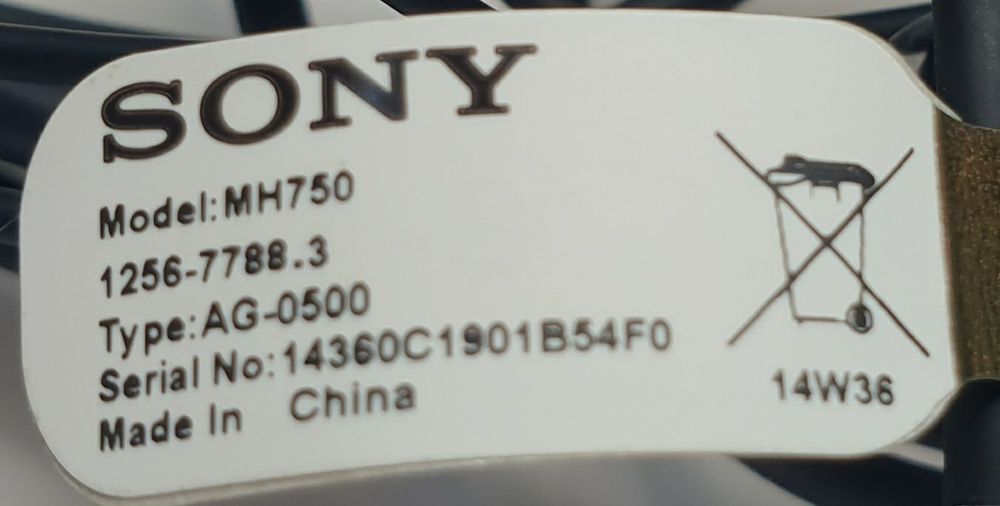 SONY
Model:MH750
1256-7788.3
Type:AG-0500
Serial No:14360C1901B54F0
Made In China
14W36